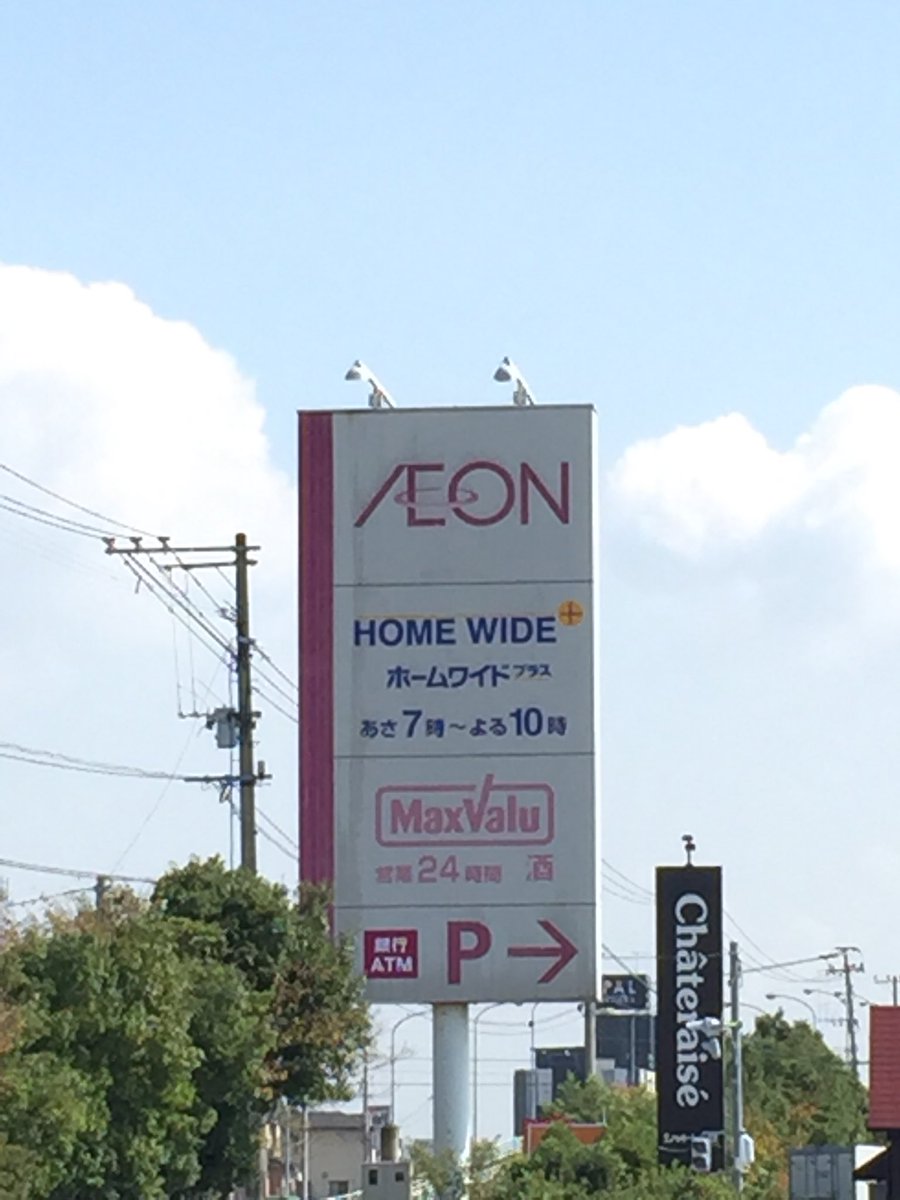 ÆON
HOME WIDE+
ホームワイドプラス
あさ7時～よる10時
MaxValu
営業24時間 酒
銀行
ATM
P→
PAL
Châteraisé